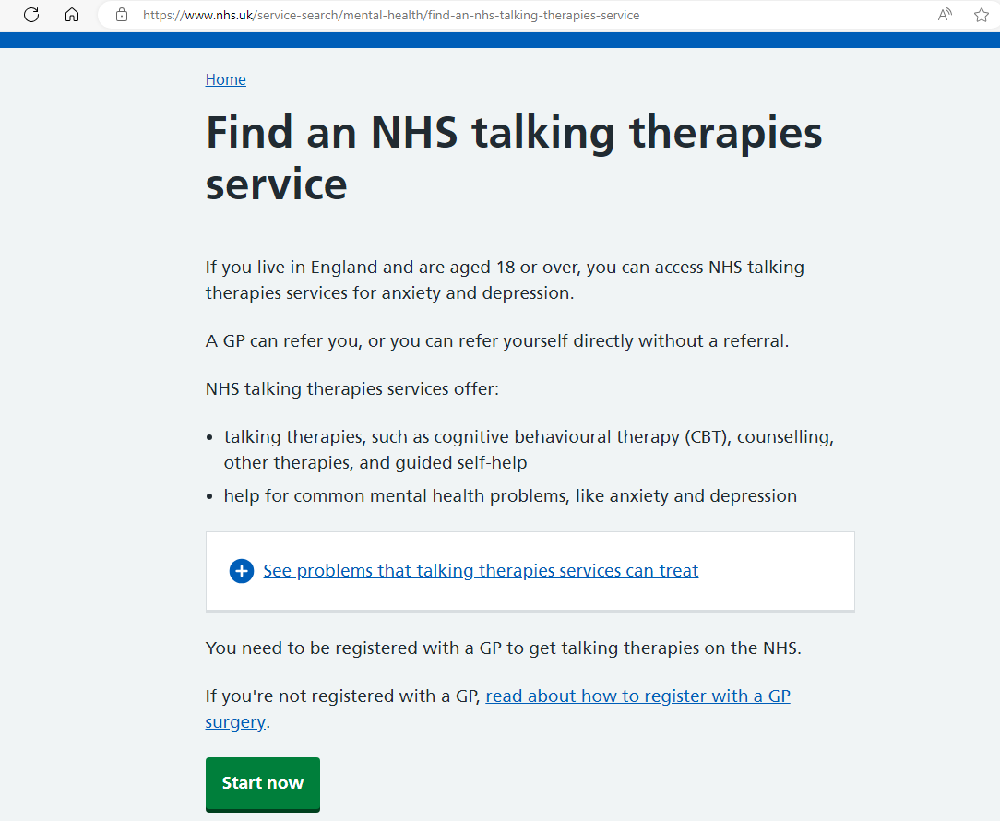 https://www.nhs.uk/service-search/mental-health/find-an-nhs-talking-therapies-service
Home
Find an NHS talking therapies
service
If you live in England and are aged 18 or over, you can access NHS talking
therapies services for anxiety and depression.
A GP can refer you, or you can refer yourself directly without a referral.
NHS talking therapies services offer:
• talking therapies, such as cognitive behavioural therapy (CBT), counselling,
other therapies, and guided self-help
• help for common mental health problems, like anxiety and depression
See problems that talking therapies services can treat
You need to be registered with a GP to get talking therapies on the NHS.
If you're not registered with a GP, read about how to register with a GP
surgery.
Start now